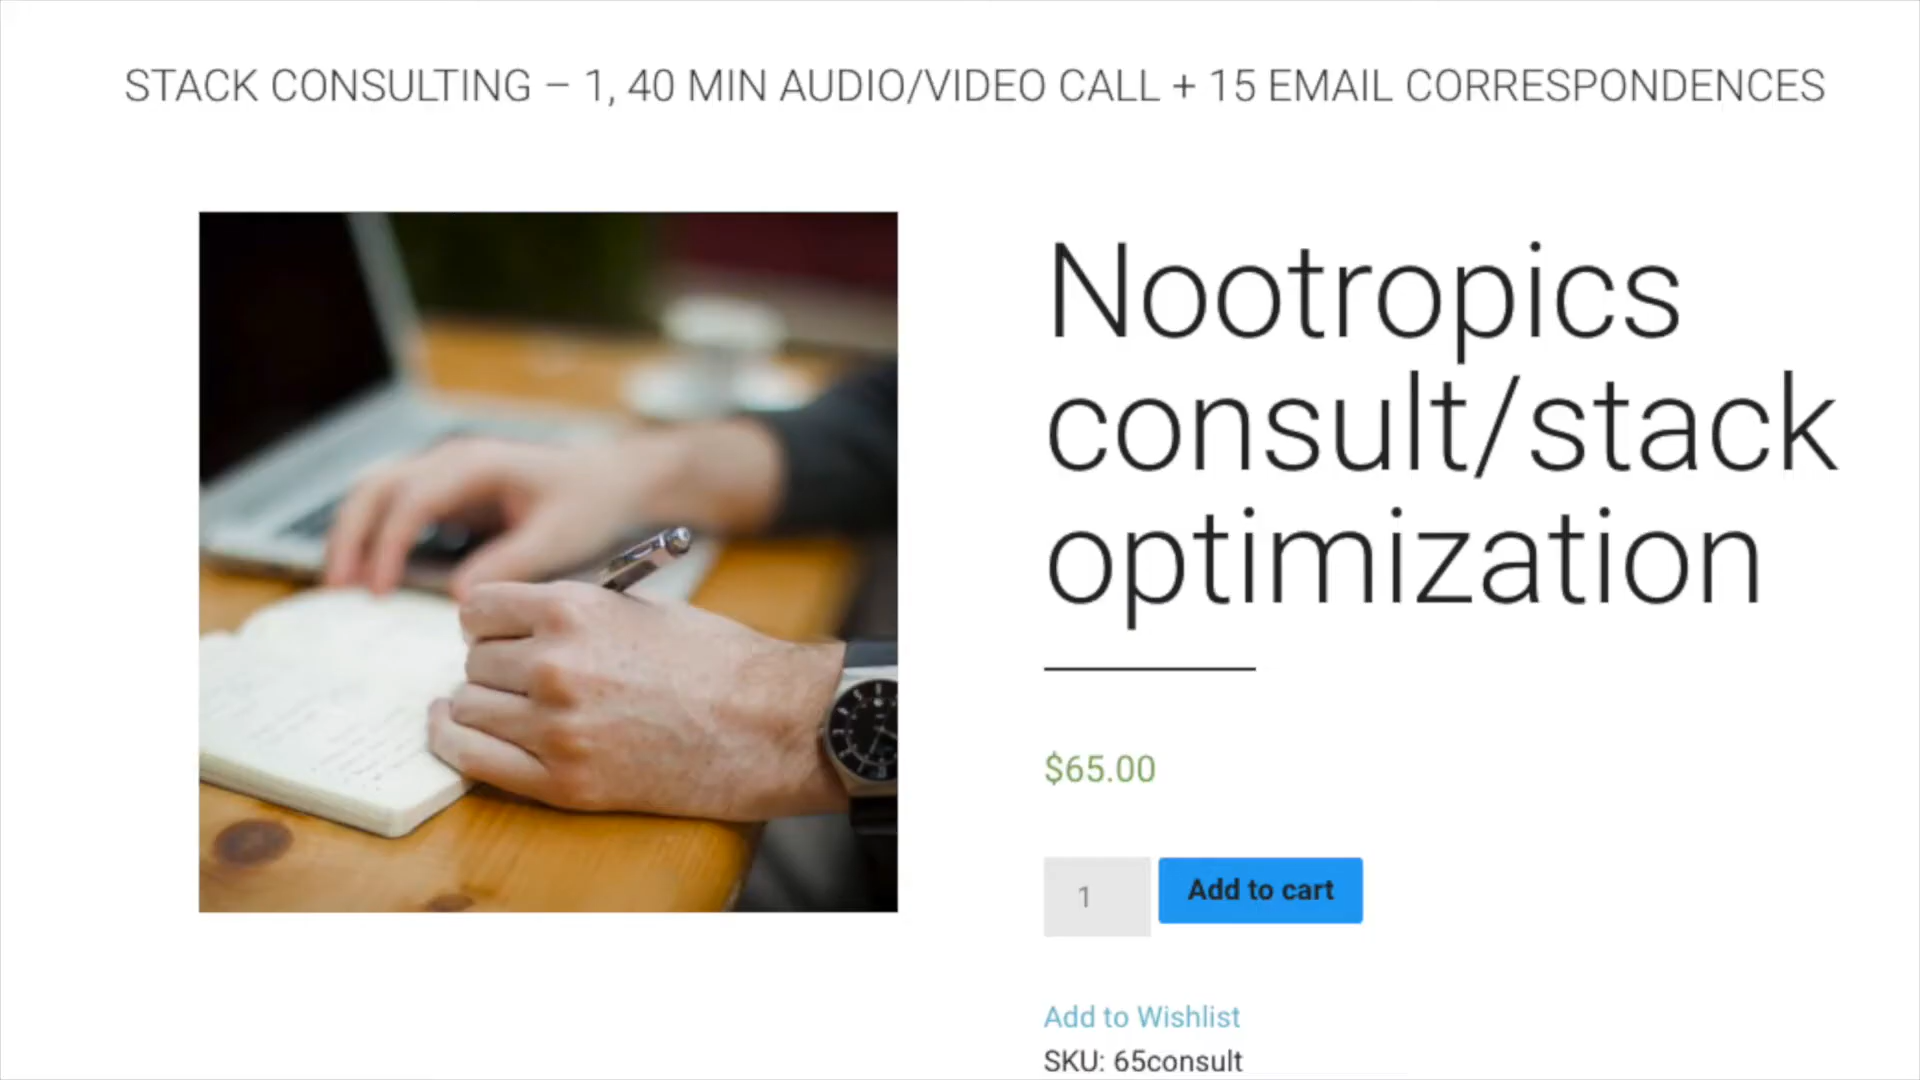 STACK CONSULTING – 1, 40 MIN AUDIO/VIDEO CALL + 15 EMAIL CORRESPONDENCES
Nootropics
consult/stack
optimization
$65.00
1
Add to cart
Add to Wishlist
SKU: 65consult